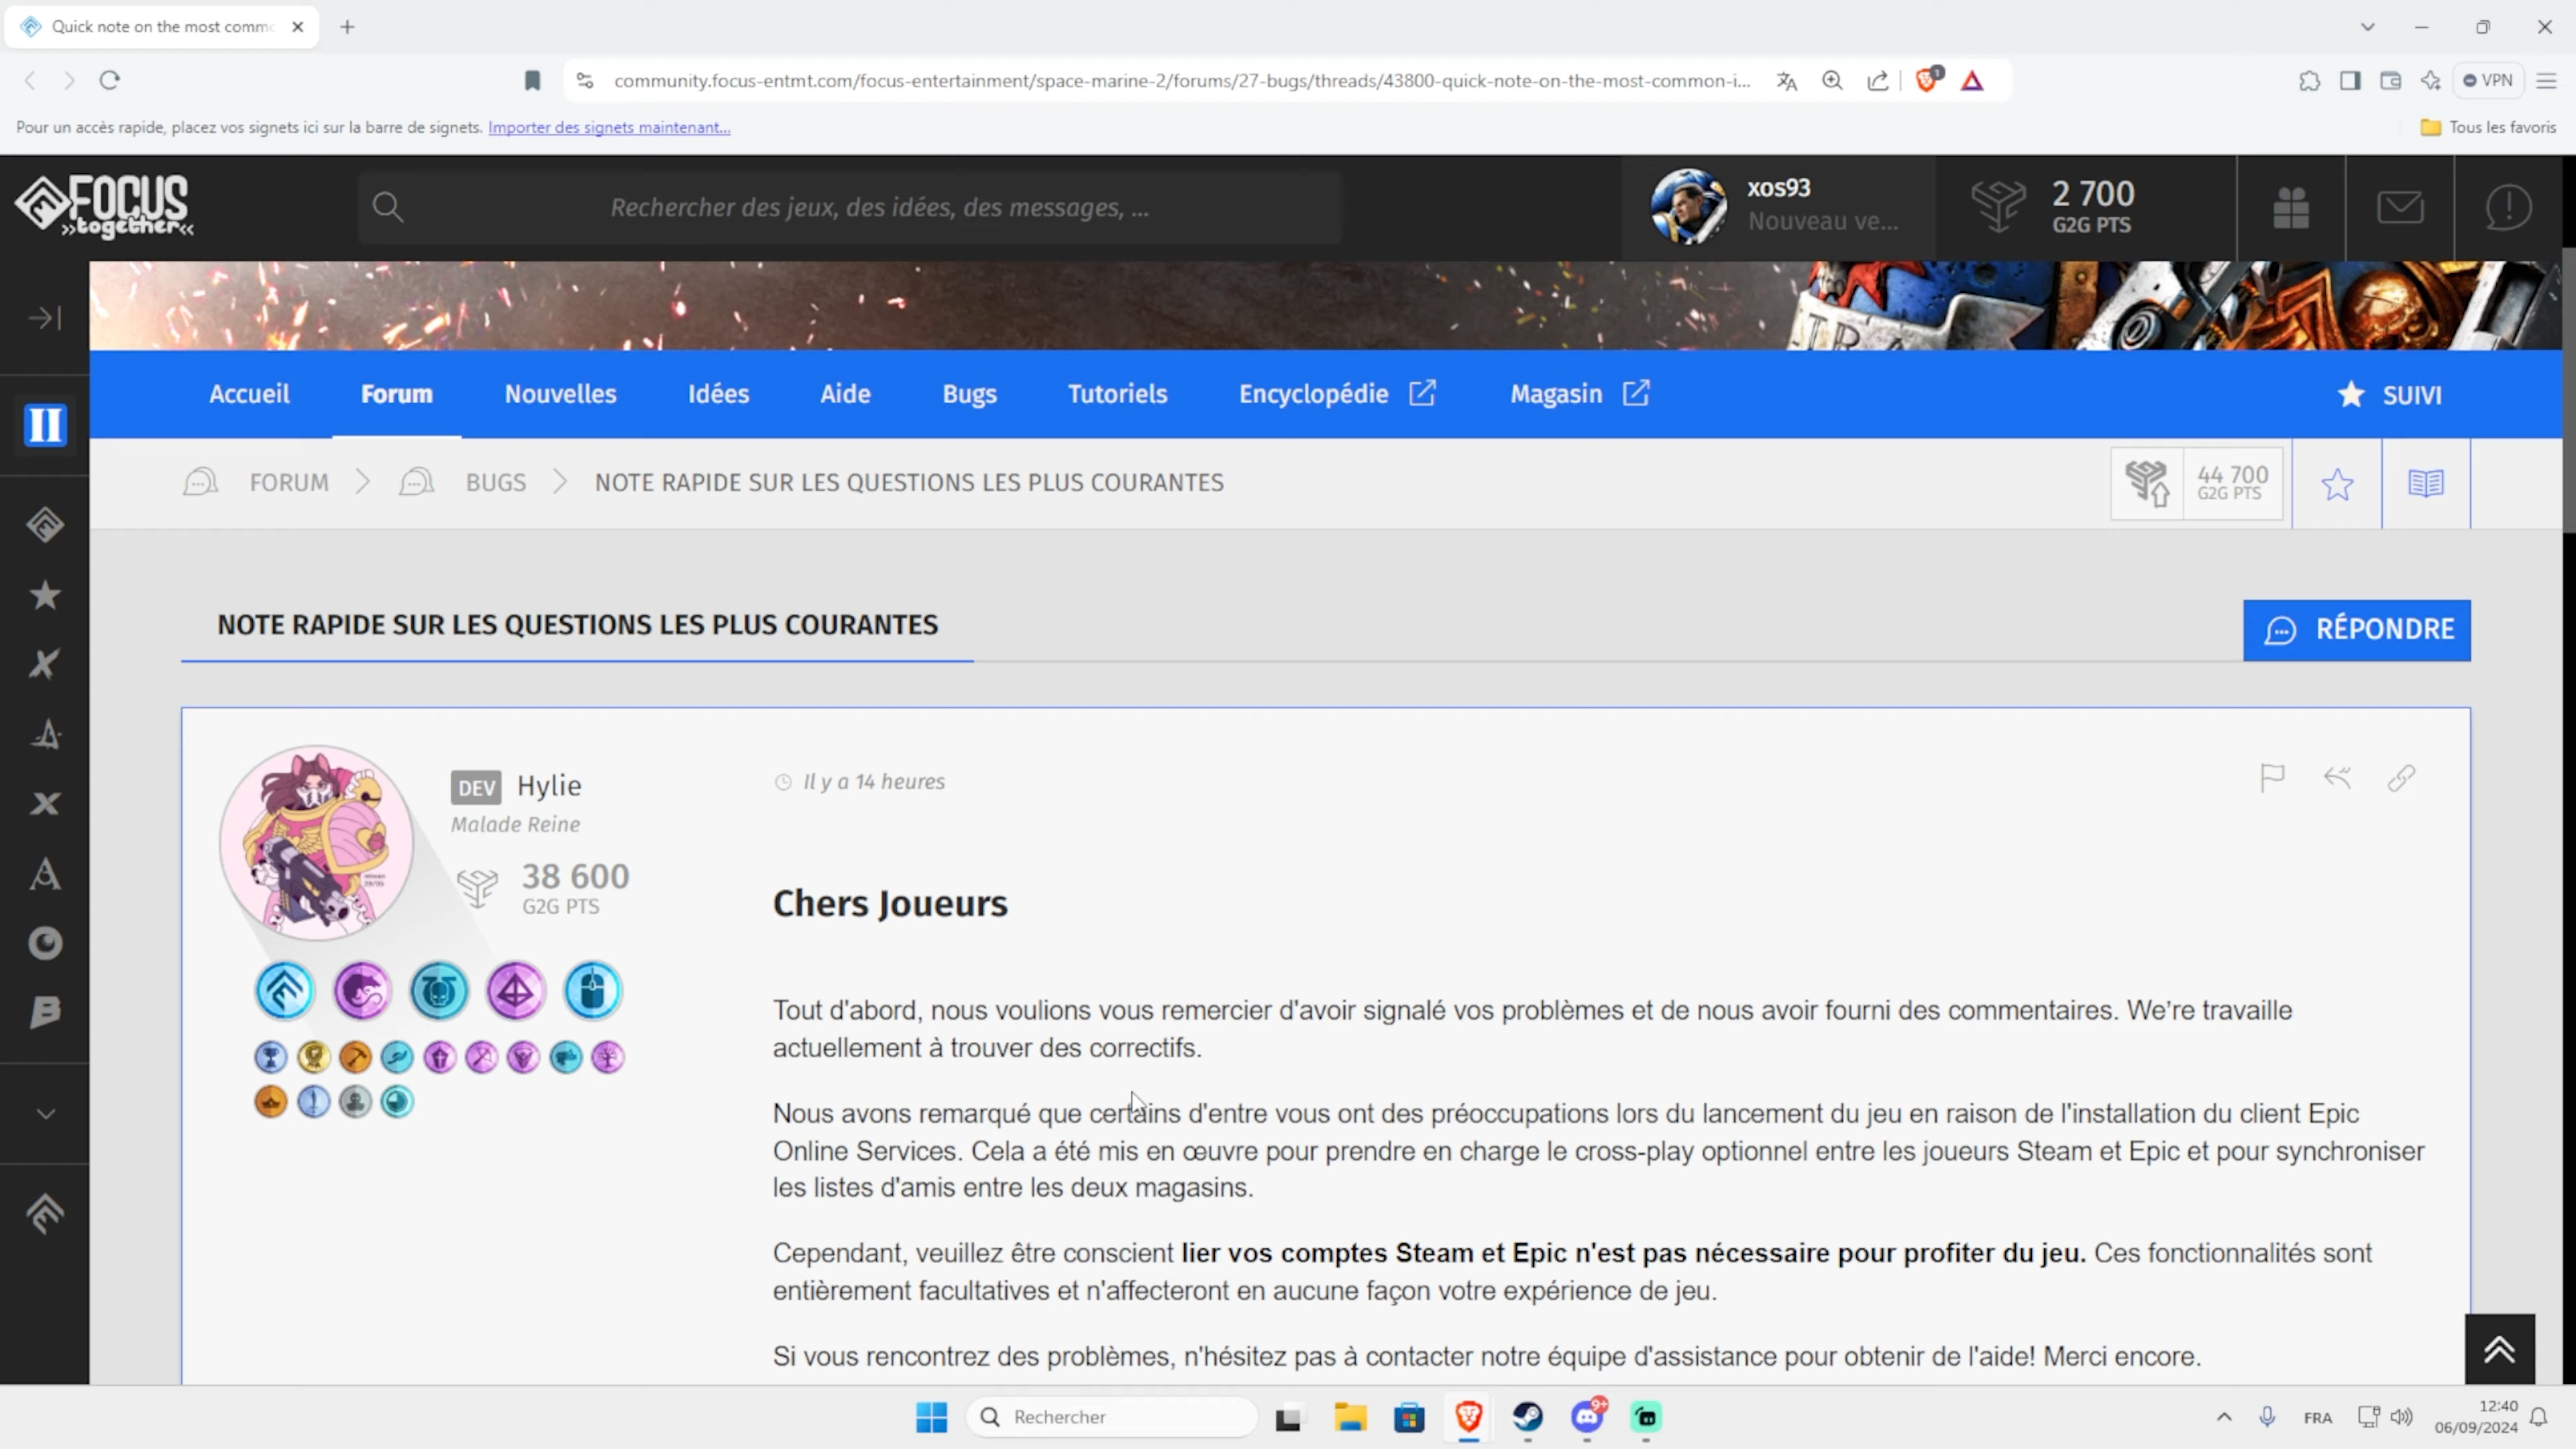 Quick note on the most comm
community.focus-entmt.com/focus-entertainment/space-marine-2/forums/27-bugs/threads/43800-quick-note-on-the-most-common-i...
1
VPN
Pour un accès rapide, placez vos signets ici sur la barre de signets. Importer des signets maintenant...
Tous les favoris
FOCUS
»together«
Rechercher des jeux, des idées, des messages, ...
xos93
Nouveau ve...
2 700
G2G PTS
II
Accueil
Forum
Nouvelles
Idées
Aide
Bugs
Tutoriels
Encyclopédie
Magasin
SUIVI
FORUM
BUGS
NOTE RAPIDE SUR LES QUESTIONS LES PLUS COURANTES
44 700
G2G PTS
NOTE RAPIDE SUR LES QUESTIONS LES PLUS COURANTES
RÉPONDRE
DEV Hylie
Malade Reine
38 600
G2G PTS
Il y a 14 heures
Chers Joueurs
Tout d'abord, nous voulions vous remercier d'avoir signalé vos problèmes et de nous avoir fourni des commentaires. We're travaille
actuellement à trouver des correctifs.
Nous avons remarqué que certains d'entre vous ont des préoccupations lors du lancement du jeu en raison de l'installation du client Epic
Online Services. Cela a été mis en œuvre pour prendre en charge le cross-play optionnel entre les joueurs Steam et Epic et pour synchroniser
les listes d'amis entre les deux magasins.
Cependant, veuillez être conscient lier vos comptes Steam et Epic n'est pas nécessaire pour profiter du jeu. Ces fonctionnalités sont
entièrement facultatives et n'affecteront en aucune façon votre expérience de jeu.
Si vous rencontrez des problèmes, n'hésitez pas à contacter notre équipe d'assistance pour obtenir de l'aide! Merci encore.
Rechercher
9+
FRA
12:40
06/09/2024